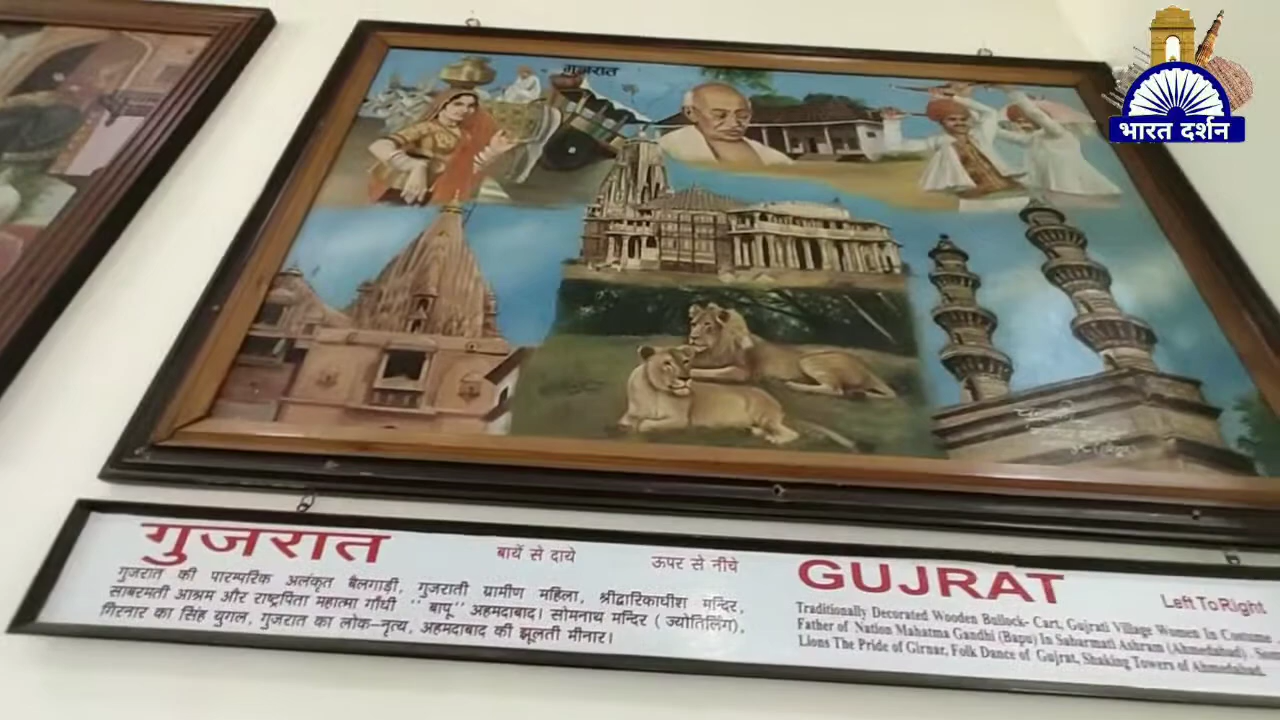 भारत दर्शन
गुजरात
गुजरात
बायें से दाये
ऊपर से नीचे
गुजरात की पारम्परिक अलंकृत बैलगाड़ी, गुजराती ग्रामीण महिला, श्रीद्वारिकाधीश मन्दिर,
साबरमती आश्रम और राष्ट्रपिता महात्मा गाँधी '' बापू'' अहमदाबाद। सोमनाथ मन्दिर ( ज्योतिलिंग),
गिरनार का सिंह युगल, गुजरात का लोक–नृत्य, अहमदाबाद की झूलती मीनार।
GUJRAT
Left To Right
Traditionally Decorated Wooden Bullock- Cart, Gujrati Village Women In Costume
Father of Nation Mahatma Gandhi (Bapu) In Sabarmati Ashram (Ahmedabad) .
Lions The Pride of Girnar, Folk Dance of Gujrat, Shaking Towers of Ahmedabad.